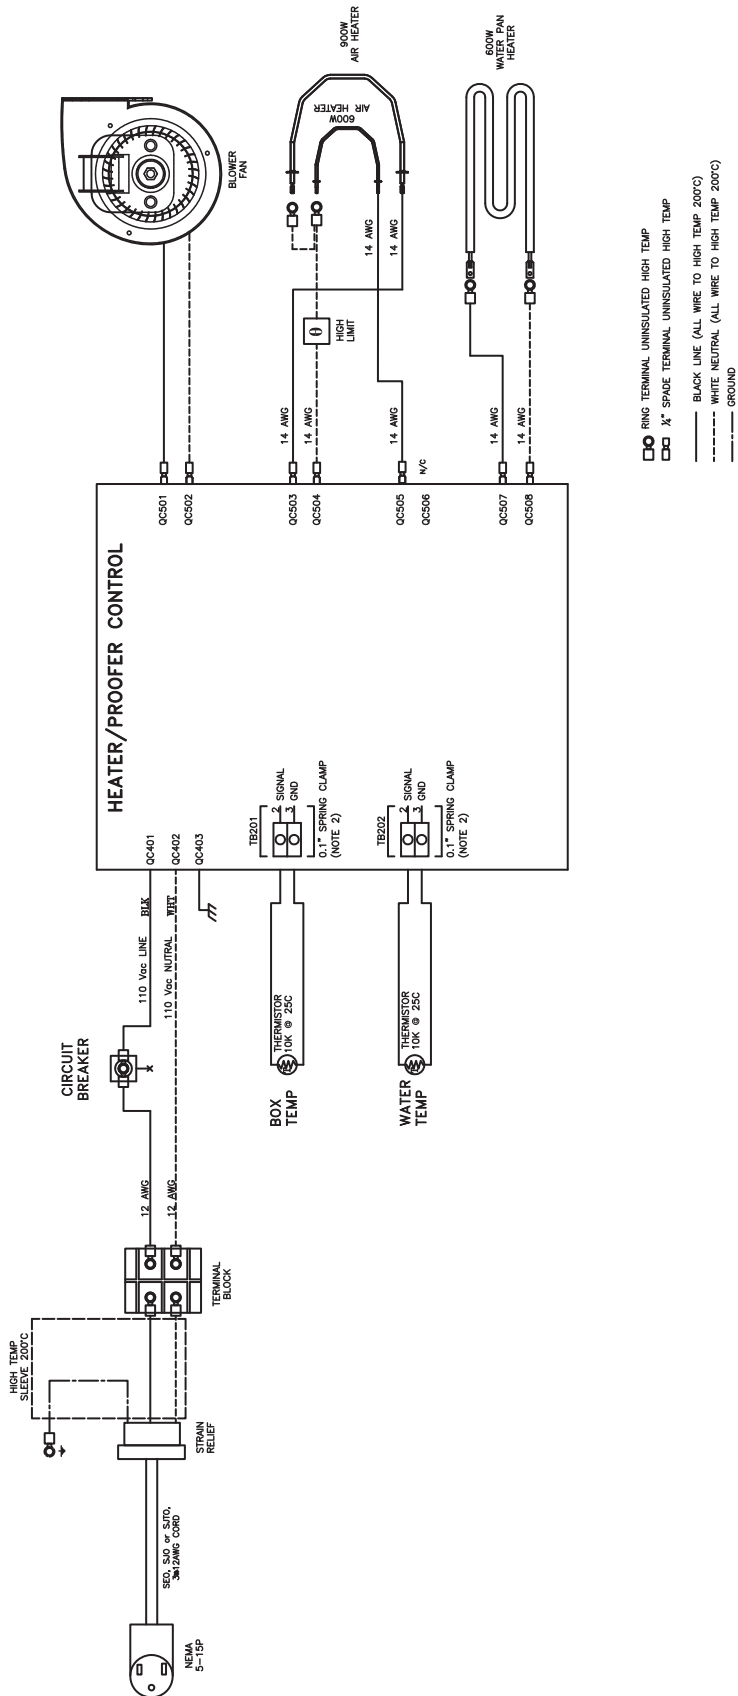 900W
AIR HEATER
600W
AIR HEATER
600W
WATER PAN
HEATER
BLOWER
FAN
14 AWG
14 AWG
θ
HIGH
LIMIT
14 AWG
14 AWG
14 AWG
N/C
14 AWG
14 AWG
RING TERMINAL UNINSULATED HIGH TEMP
¼" SPADE TERMINAL UNINSULATED HIGH TEMP
BLACK LINE (ALL WIRE TO HIGH TEMP 200°C)
WHITE NEUTRAL (ALL WIRE TO HIGH TEMP 200°C)
GROUND
QC501
QC502
QC503
QC504
QC505
QC506
QC507
QC508
HEATER/PROOFER CONTROL
QC401
QC402
QC403
TB201
2 SIGNAL
3 GND
0.1" SPRING CLAMP
(NOTE 2)
TB202
2 SIGNAL
3 GND
0.1" SPRING CLAMP
(NOTE 2)
110 Vac LINE BLK
110 Vac NUTRAL WHT
CIRCUIT
BREAKER
THERMISTOR
10K @ 25C
BOX
TEMP
THERMISTOR
10K @ 25C
WATER
TEMP
12 AWG
12 AWG
TERMINAL
BLOCK
HIGH TEMP
SLEEVE 200°C
STRAIN
RELIEF
SEO, SJO or SJTO,
12AWG CORD
NEMA
5-15P